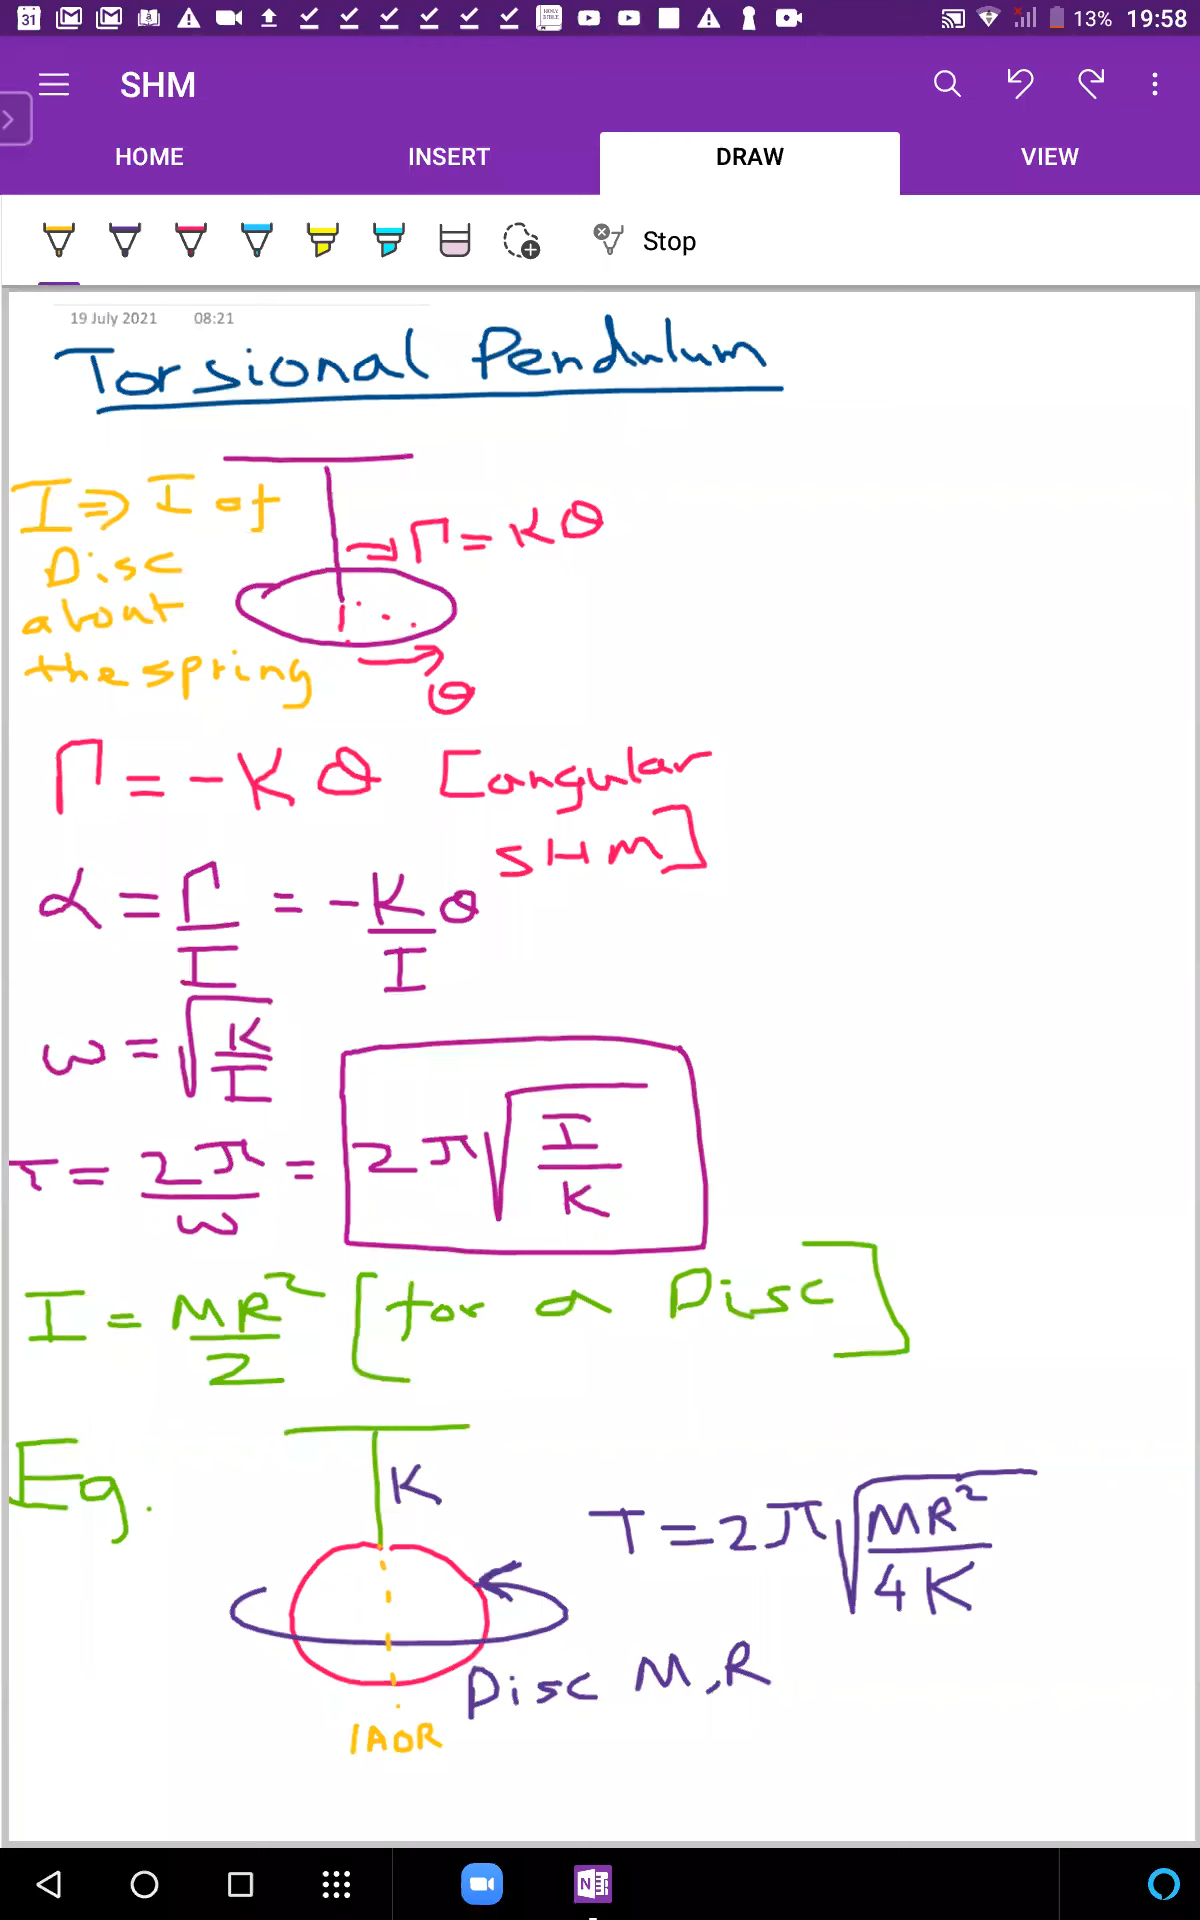 31 13% 19:58
SHM
HOME INSERT DRAW VIEW
Stop
19 July 2021 08:21
Torsional Pendulum
I ⇒ I of
Disc
about
the spring
⇒ Γ = Kθ
θ
Γ = -Kθ [angular
SHM]
α = Γ/I = -K/I θ
ω = √(K/I)
T = 2π/ω = 2π√(I/K)
I = MR²/2 [for a Disc]
Eg.
K
T = 2π√(MR²/4K)
Disc M,R
IAOR